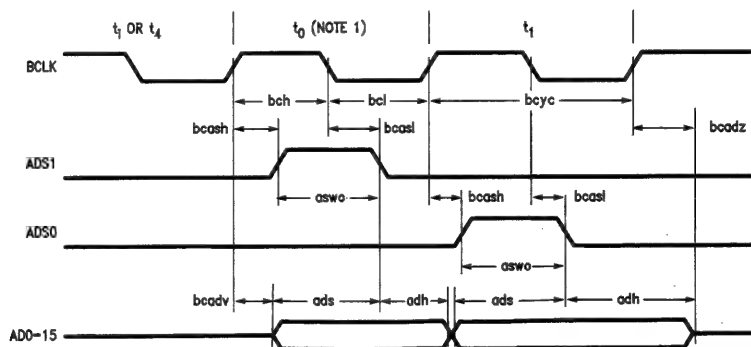 t₁ OR t₄ t₀ (NOTE 1) t₁
BCLK
bch bcl bcyc
bcash bcasl bcadz
ADS1
aswo bcash bcasl
ADS0
aswo
bcadv ads adh ads adh
AD0-15